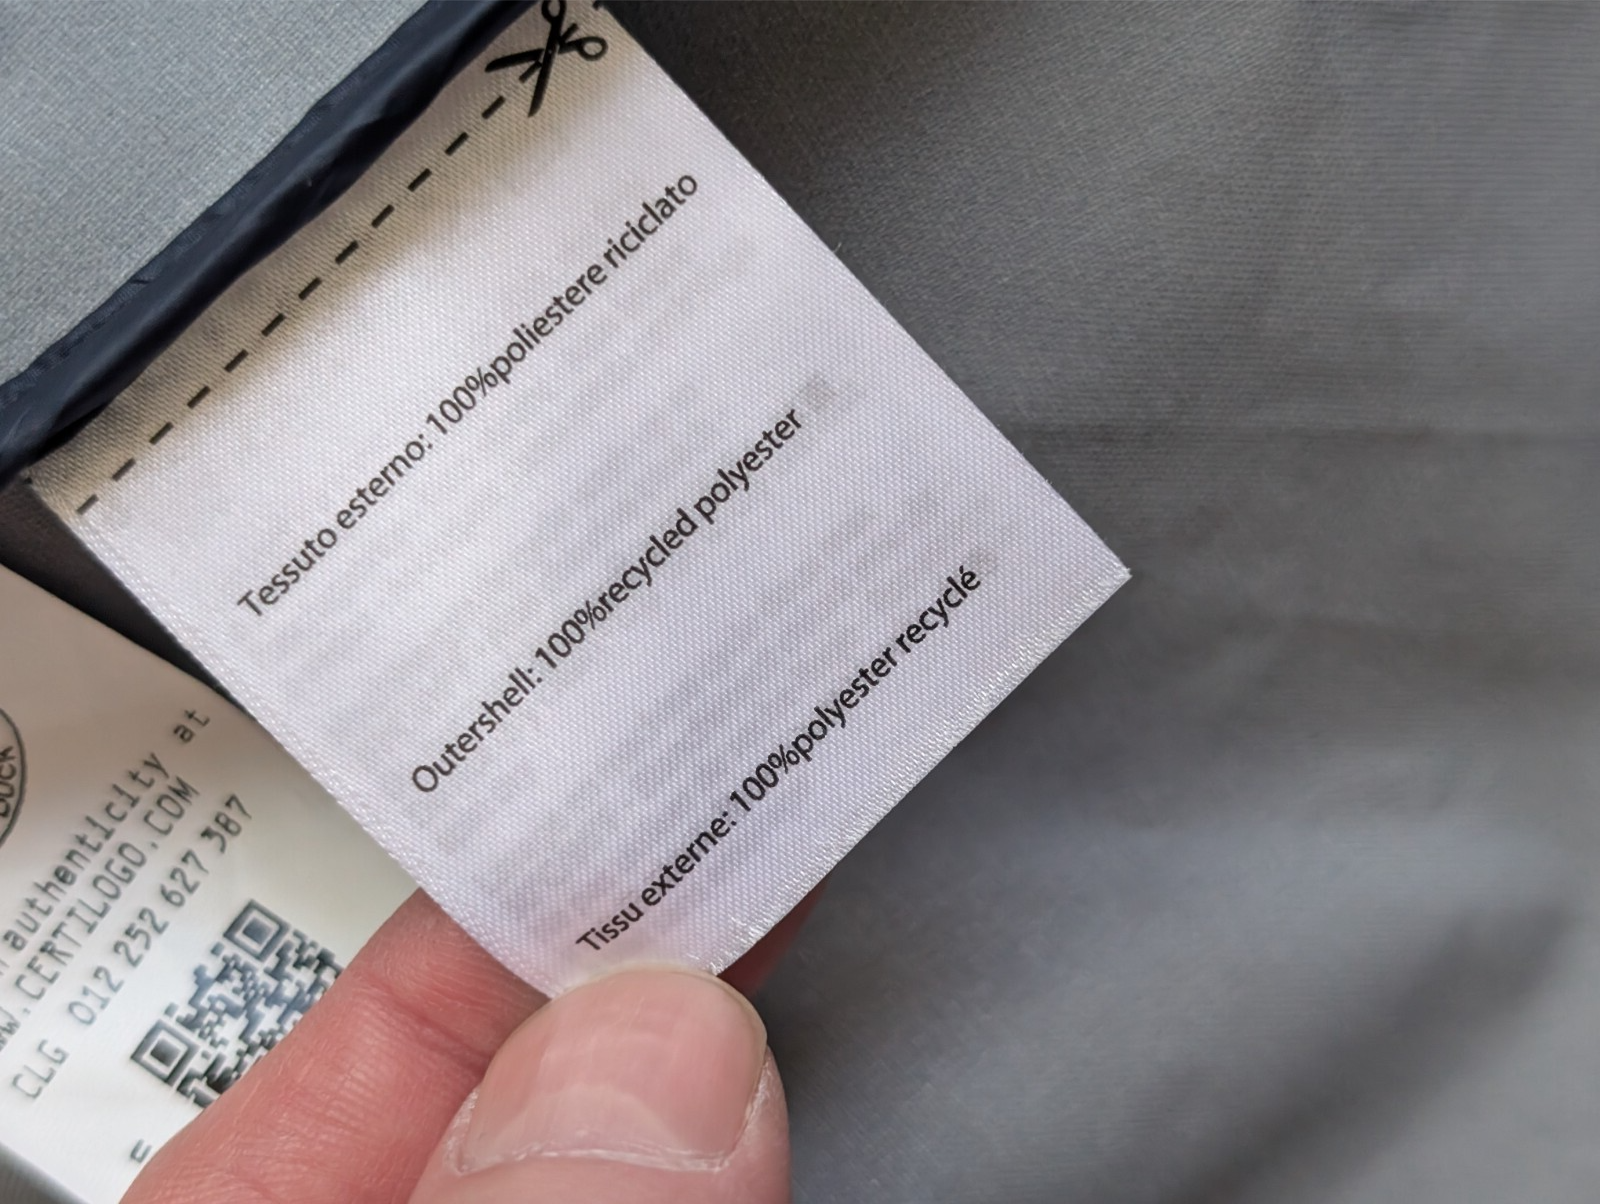 Tessuto esterno: 100%poliestere riciclato
Outershell: 100%recycled polyester
Tissu externe: 100%polyester recyclé
DUCK
authenticity at
.CERTILOGO.COM
CLG 012 252 627 387